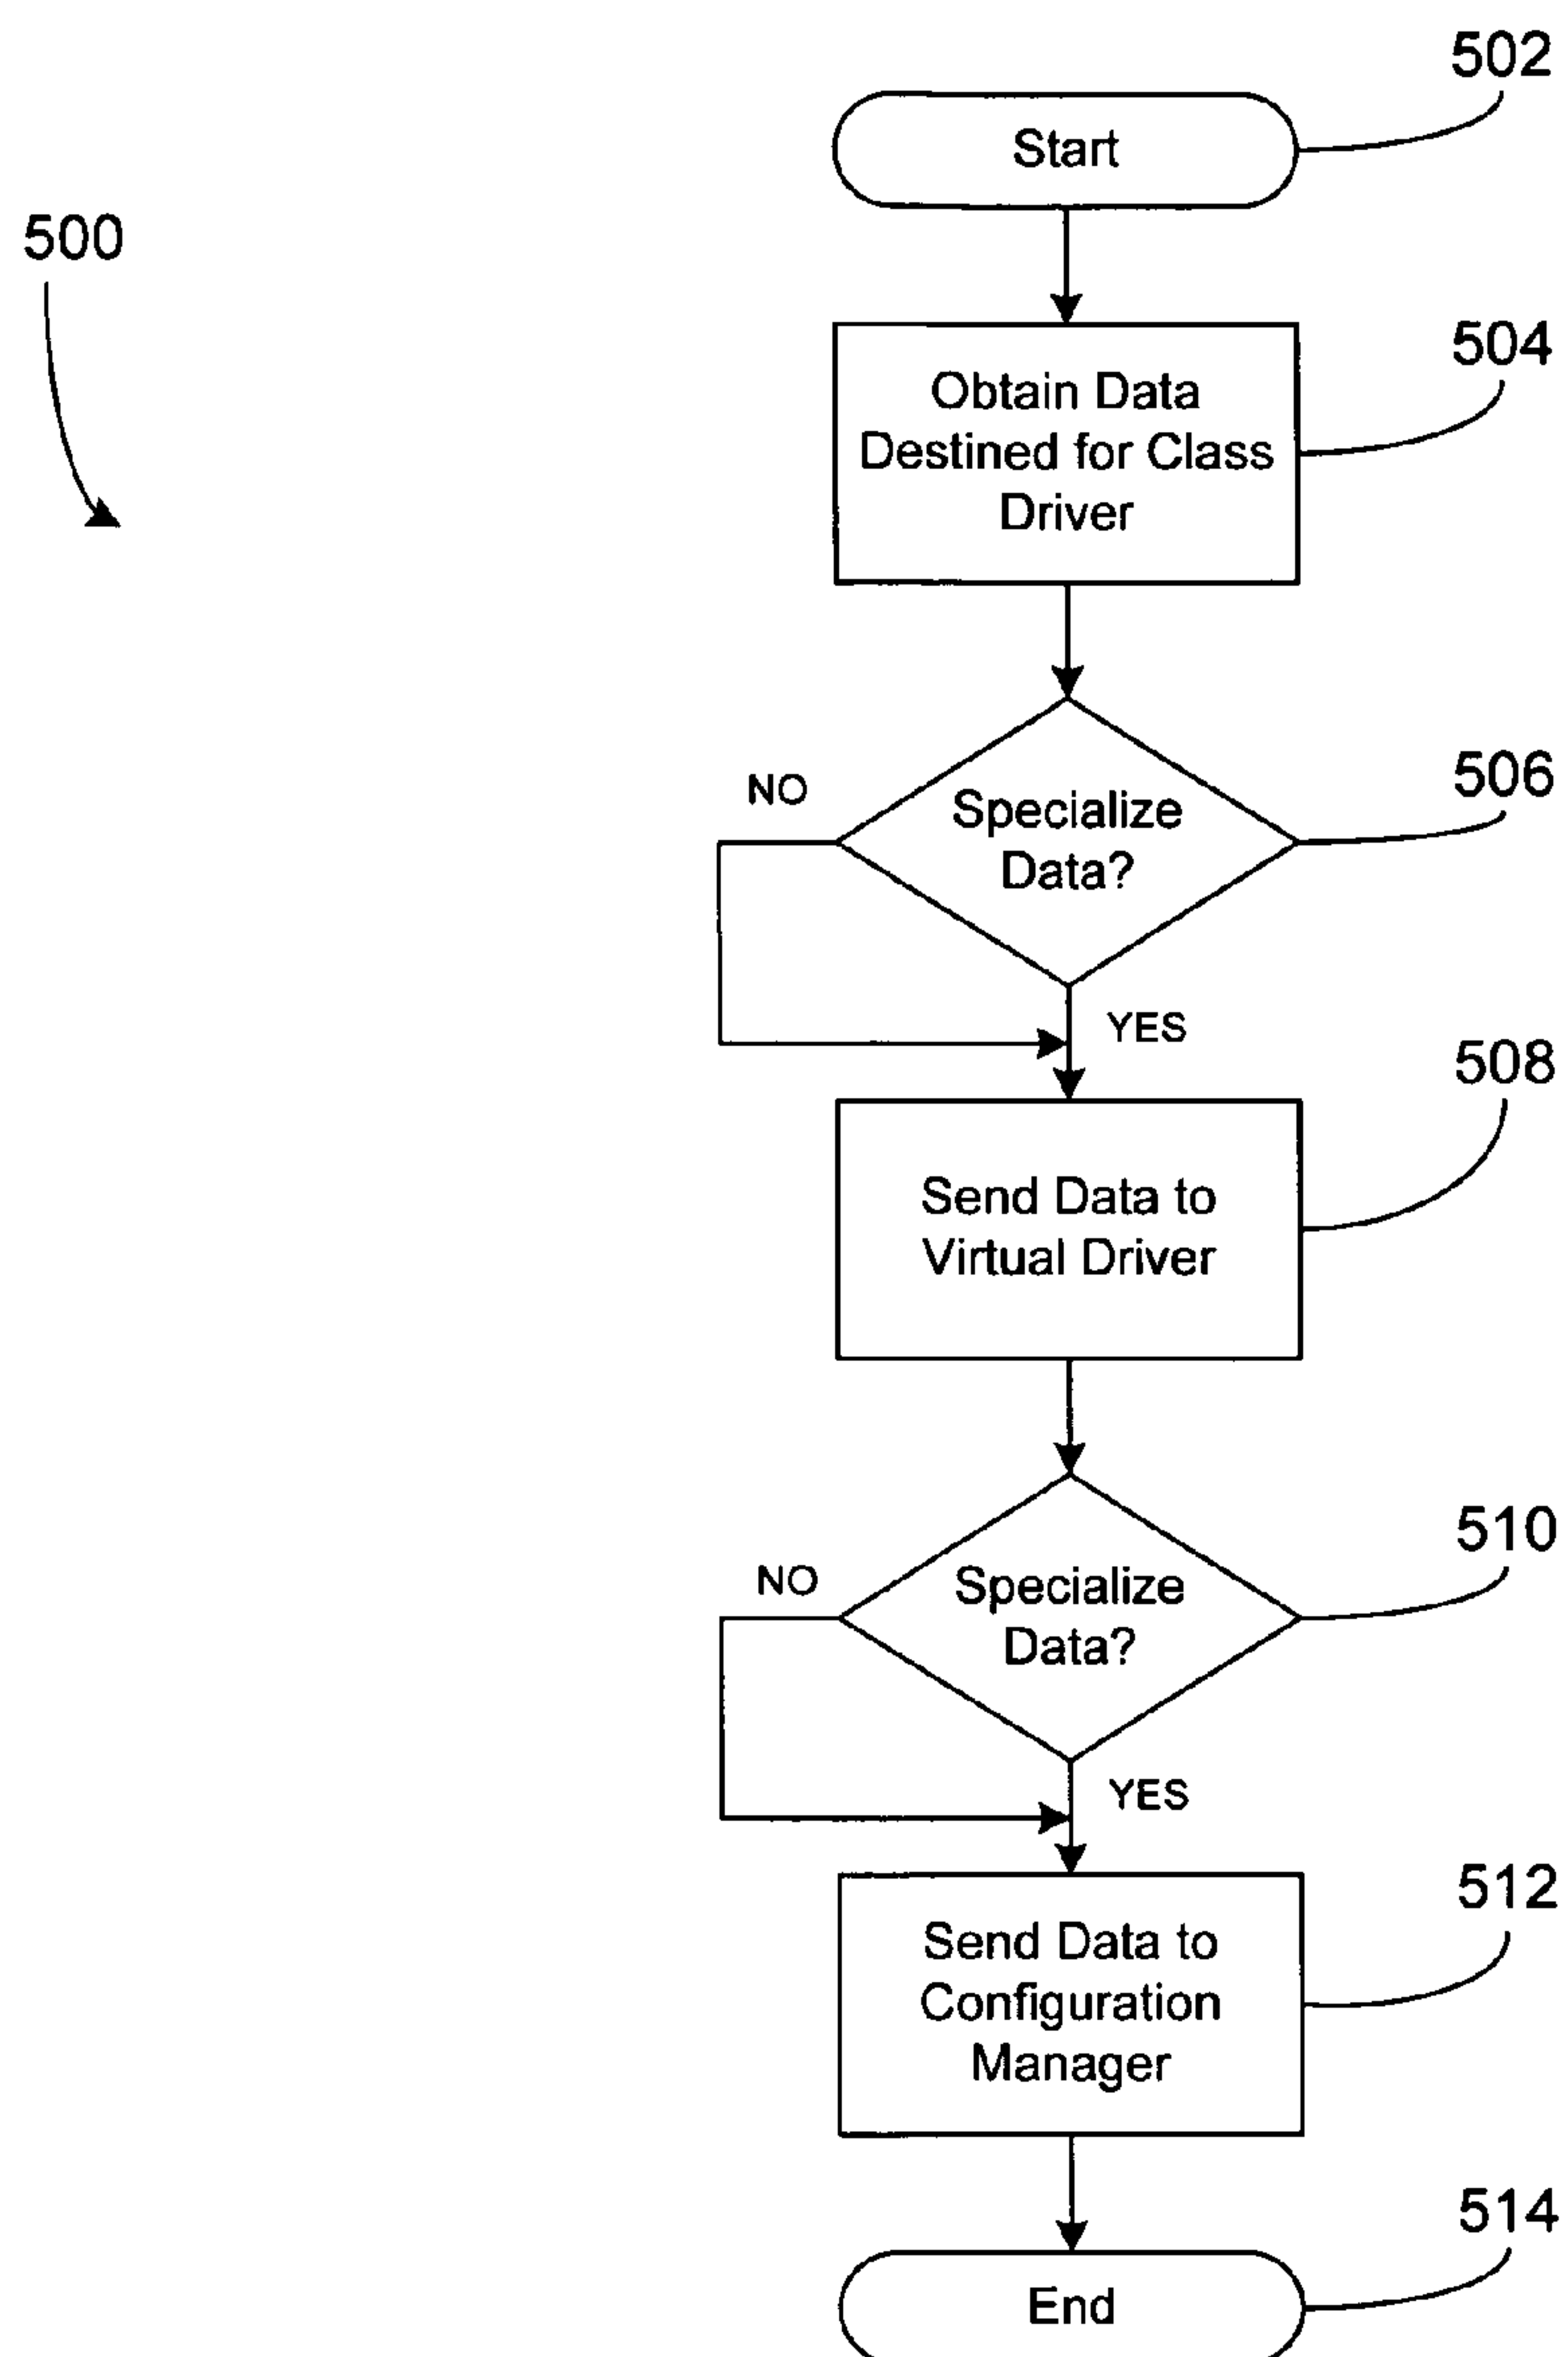 502
Start
500
504
Obtain Data
Destined for Class
Driver
506
NO
Specialize
Data?
YES
508
Send Data to
Virtual Driver
510
NO
Specialize
Data?
YES
512
Send Data to
Configuration
Manager
514
End